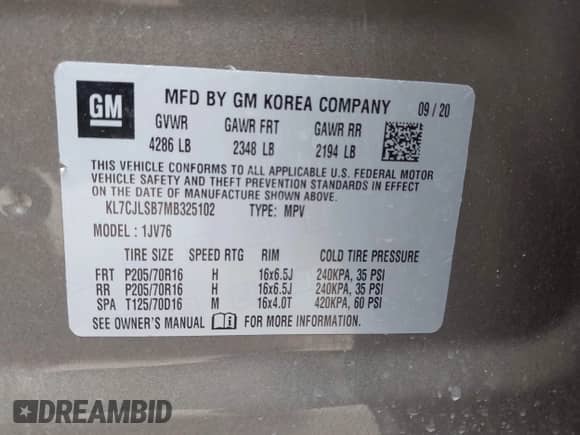 GM
MFD BY GM KOREA COMPANY 09 / 20
GVWR GAWR FRT GAWR RR
4286 LB 2348 LB 2194 LB
THIS VEHICLE CONFORMS TO ALL APPLICABLE U.S. FEDERAL MOTOR
VEHICLE SAFETY AND THEFT PREVENTION STANDARDS IN EFFECT
ON THE DATE OF MANUFACTURE SHOWN ABOVE.
KL7CJLSB7MB325102 TYPE: MPV
MODEL : 1JV76
TIRE SIZE SPEED RTG RIM COLD TIRE PRESSURE
FRT P205/70R16 H 16x6.5J 240KPA, 35 PSI
RR P205/70R16 H 16x6.5J 240KPA, 35 PSI
SPA T125/70D16 M 16x4.0T 420KPA, 60 PSI
SEE OWNER'S MANUAL FOR MORE INFORMATION.
DREAMBID